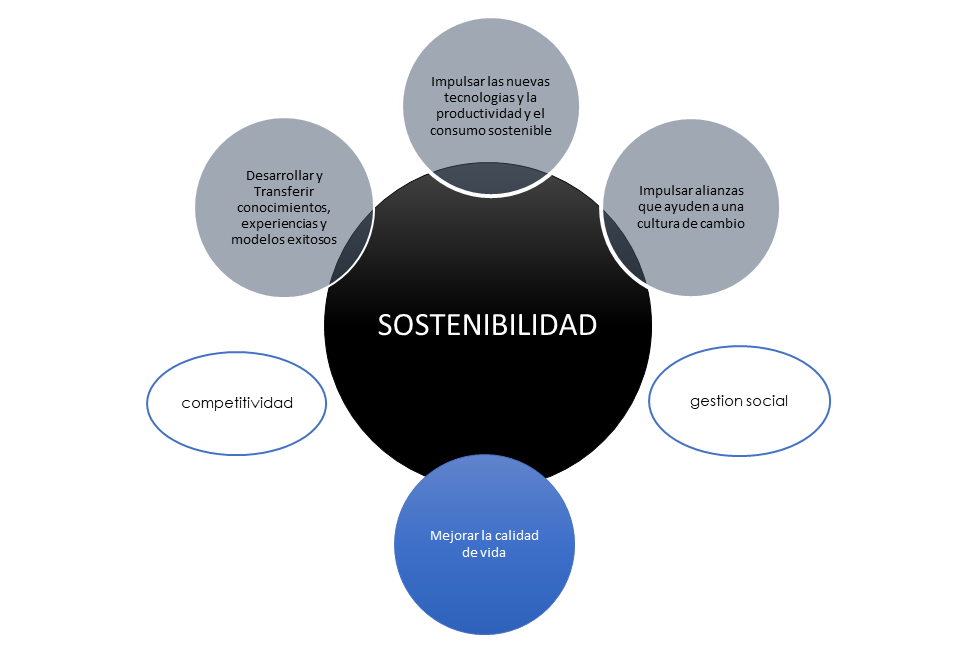 Impulsar las nuevas
tecnologias y la
productividad y el
consumo sostenible
Desarrollar y
Transferir
conocimientos,
experiencias y
modelos exitosos
Impulsar alianzas
que ayuden a una
cultura de cambio
SOSTENIBILIDAD
competitividad
gestion social
Mejorar la calidad
de vida